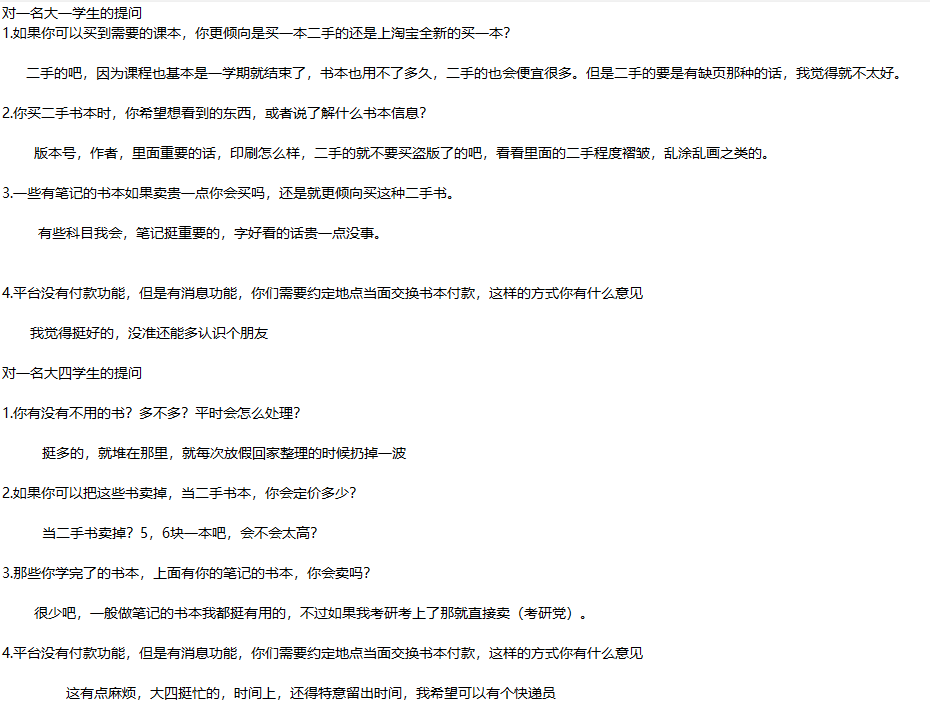 对一名大一学生的提问
1.如果你可以买到需要的课本，你更倾向是买一本二手的还是上淘宝全新的买一本？
二手的吧，因为课程也基本是一学期就结束了，书本也用不了多久，二手的也会便宜很多。但是二手的要是有缺页那种的话，我觉得就不太好。
2.你买二手书本时，你希望想看到的东西，或者说了解什么书本信息？
版本号，作者，里面重要的话，印刷怎么样，二手的就不要买盗版了的吧，看看里面的二手程度褶皱，乱涂乱画之类的。
3.一些有笔记的书本如果卖贵一点你会买吗，还是就更倾向买这种二手书。
有些科目我会，笔记挺重要的，字好看的话贵一点没事。
4.平台没有付款功能，但是有消息功能，你们需要约定地点当面交换书本付款，这样的方式你有什么意见
我觉得挺好的，没准还能多认识个朋友
对一名大四学生的提问
1.你有没有不用的书？多不多？平时会怎么处理？
挺多的，就堆在那里，就每次放假回家整理的时候扔掉一波
2.如果你可以把这些书卖掉，当二手书本，你会定价多少？
当二手书卖掉？5，6块一本吧，会不会太高？
3.那些你学完了的书本，上面有你的笔记的书本，你会卖吗？
很少吧，一般做笔记的书本我都挺有用的，不过如果我考研考上了那就直接卖（考研党）。
4.平台没有付款功能，但是有消息功能，你们需要约定地点当面交换书本付款，这样的方式你有什么意见
这有点麻烦，大四挺忙的，时间上，还得特意留出时间，我希望可以有个快递员